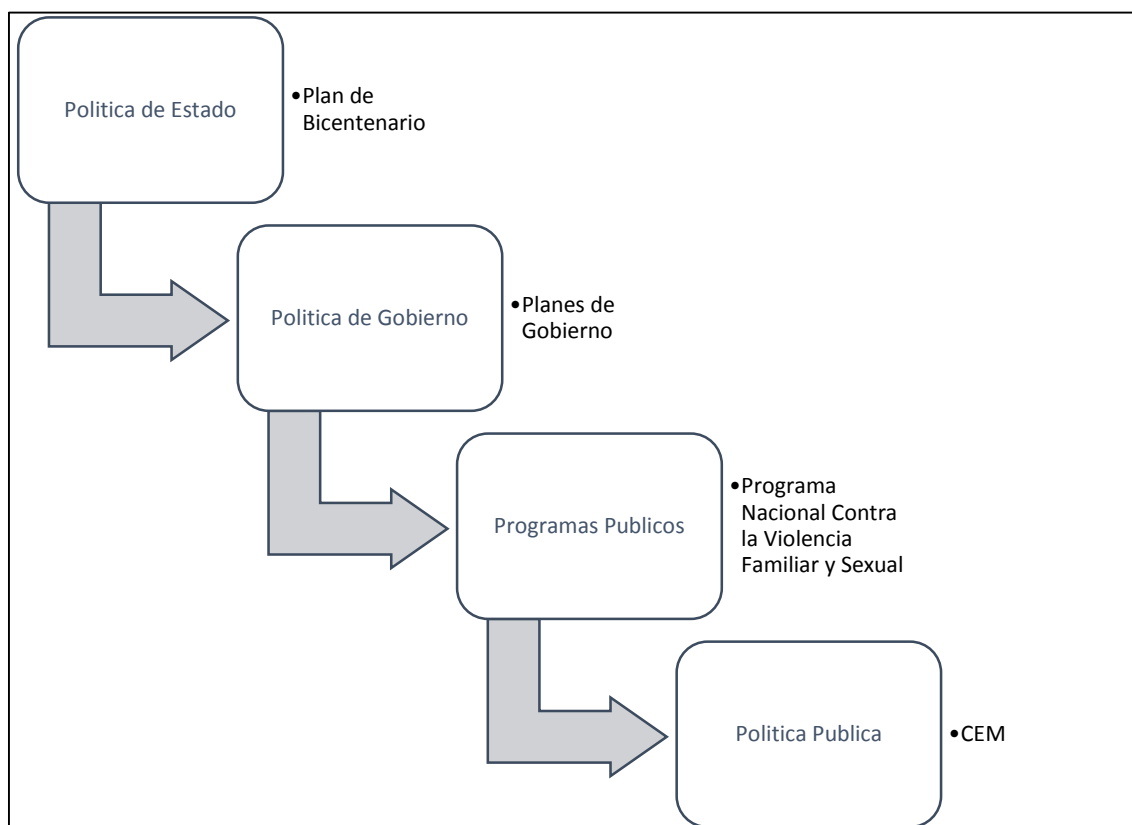 Politica de Estado
•Plan de
Bicentenario
Politica de Gobierno
•Planes de
Gobierno
Programas Publicos
•Programa
Nacional Contra
la Violencia
Familiar y Sexual
Politica Publica
•CEM